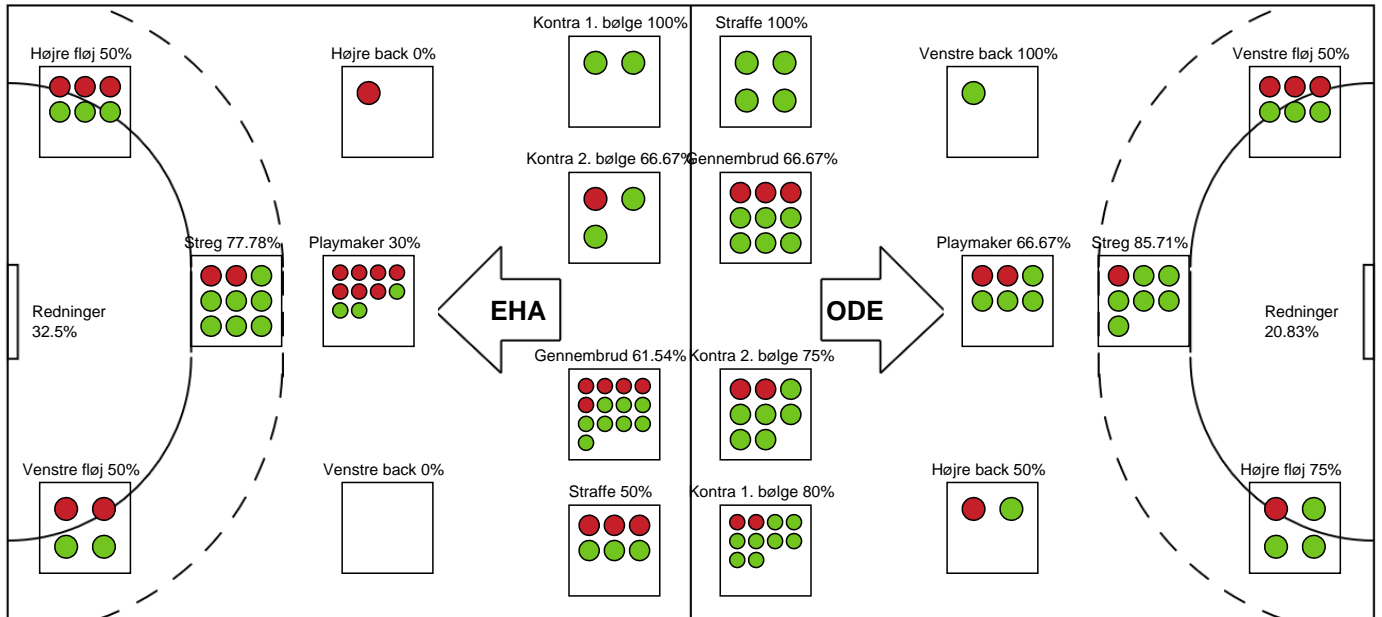 Kontra 1. bølge 100%
Straffe 100%
Højre fløj 50%
Højre back 0%
Venstre back 100%
Venstre fløj 50%
Kontra 2. bølge 66.67%
Gennembrud 66.67%
Streg 77.78%
Playmaker 30%
Playmaker 66.67%
Streg 85.71%
Redninger
32.5%
EHA
ODE
Redninger
20.83%
Gennembrud 61.54%
Kontra 2. bølge 75%
Venstre fløj 50%
Venstre back 0%
Højre back 50%
Højre fløj 75%
Straffe 50%
Kontra 1. bølge 80%